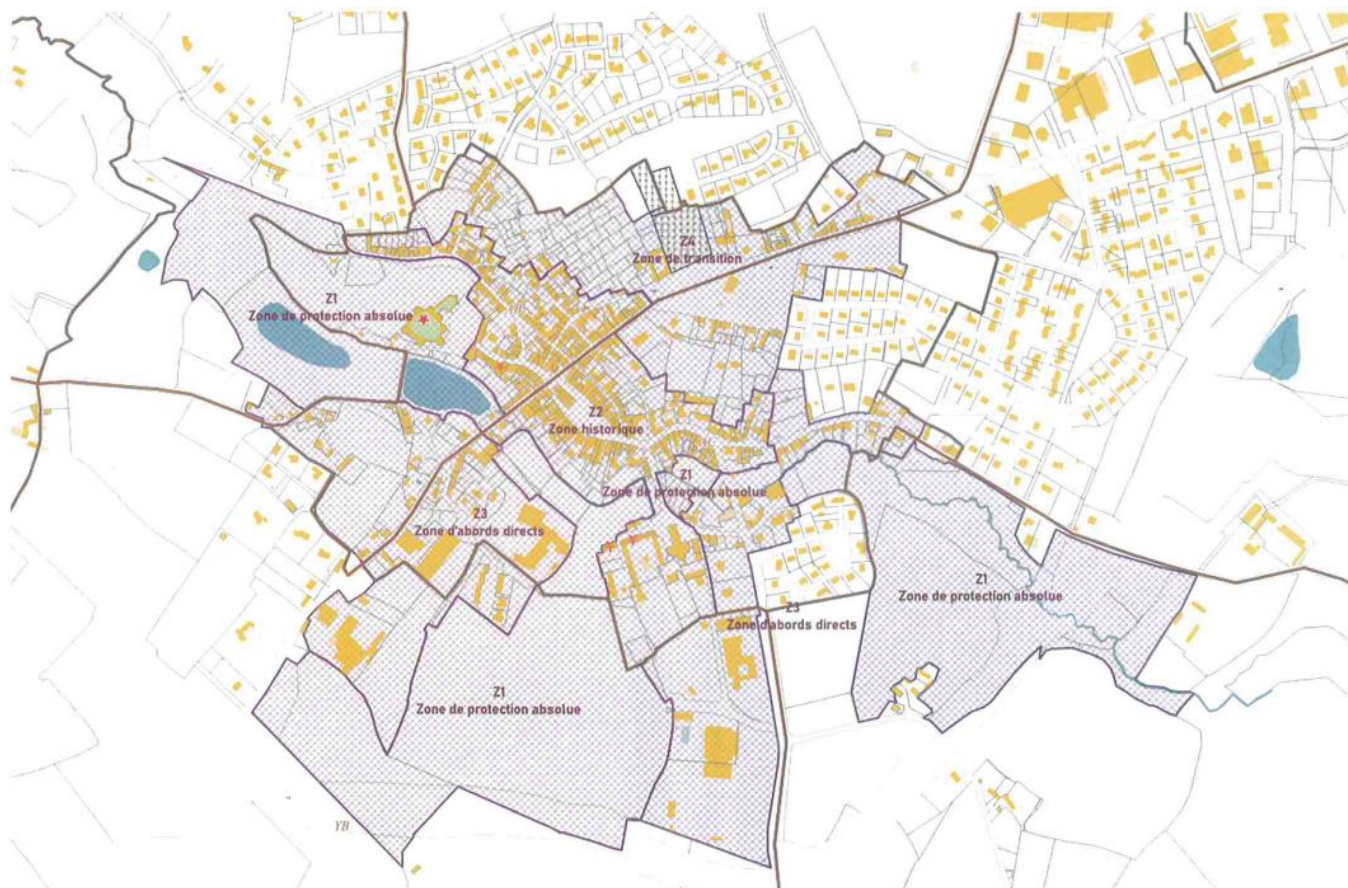 Z4
Zone de transition
Z1
Zone de protection absolue
Z2
Zone historique
Z1
Zone de protection absolue
Z3
Zone d'abords directs
Z1
Zone de protection absolue
Z3
Zone d'abords directs
Z1
Zone de protection absolue
YB